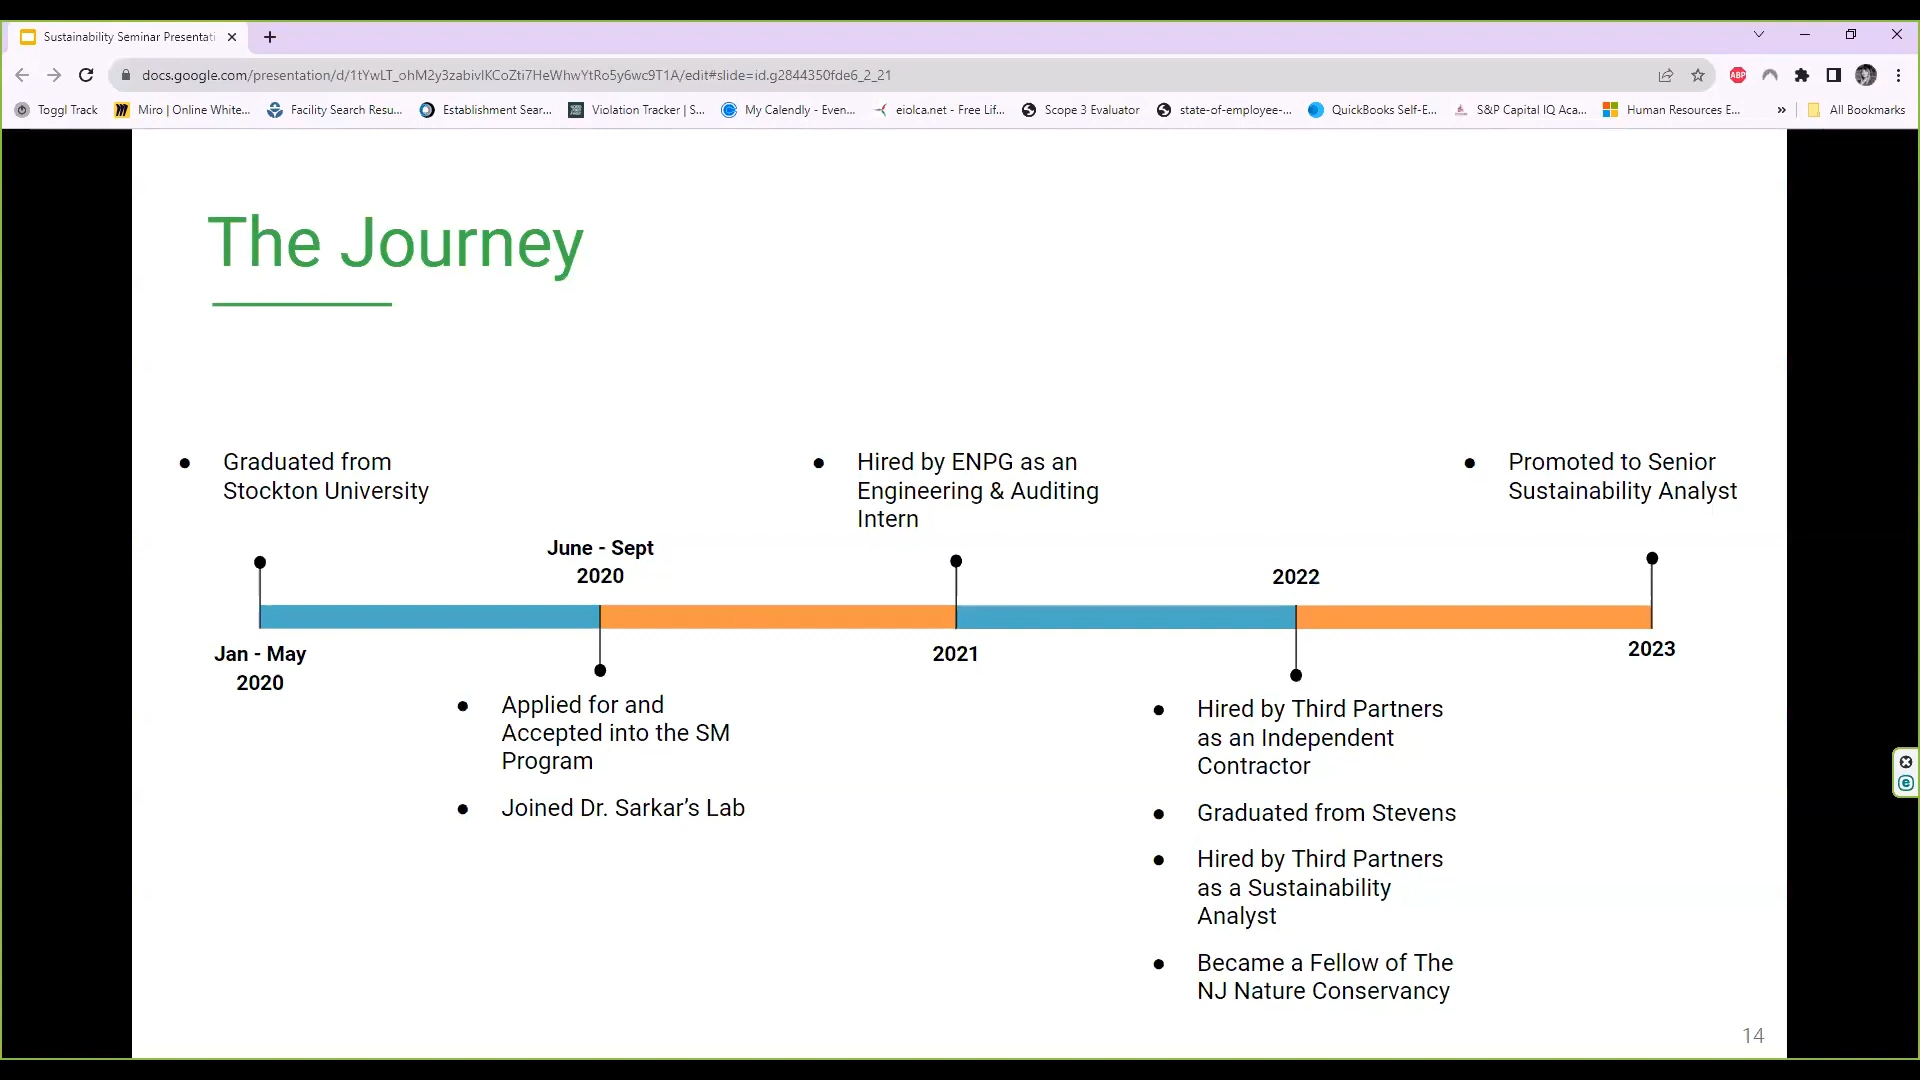 Sustainability Seminar Presentati
docs.google.com/presentation/d/1tYwLT_ohM2y3zabivIKCoZti7HeWhwYtRo5y6wc9T1A/edit#slide=id.g2844350fde6_2_21
ABP
Toggl Track
Miro | Online White...
Facility Search Resu...
Establishment Sear...
Violation Tracker | S...
My Calendly - Even...
eiolca.net - Free Lif...
Scope 3 Evaluator
state-of-employee-...
QuickBooks Self-E...
S&P Capital IQ Aca...
Human Resources E...
»
All Bookmarks
The Journey
● Graduated from
Stockton University
● Hired by ENPG as an
Engineering & Auditing
Intern
● Promoted to Senior
Sustainability Analyst
June - Sept
2020
2022
Jan - May
2020
2021
2023
● Applied for and
Accepted into the SM
Program
● Joined Dr. Sarkar’s Lab
● Hired by Third Partners
as an Independent
Contractor
● Graduated from Stevens
● Hired by Third Partners
as a Sustainability
Analyst
● Became a Fellow of The
NJ Nature Conservancy
14